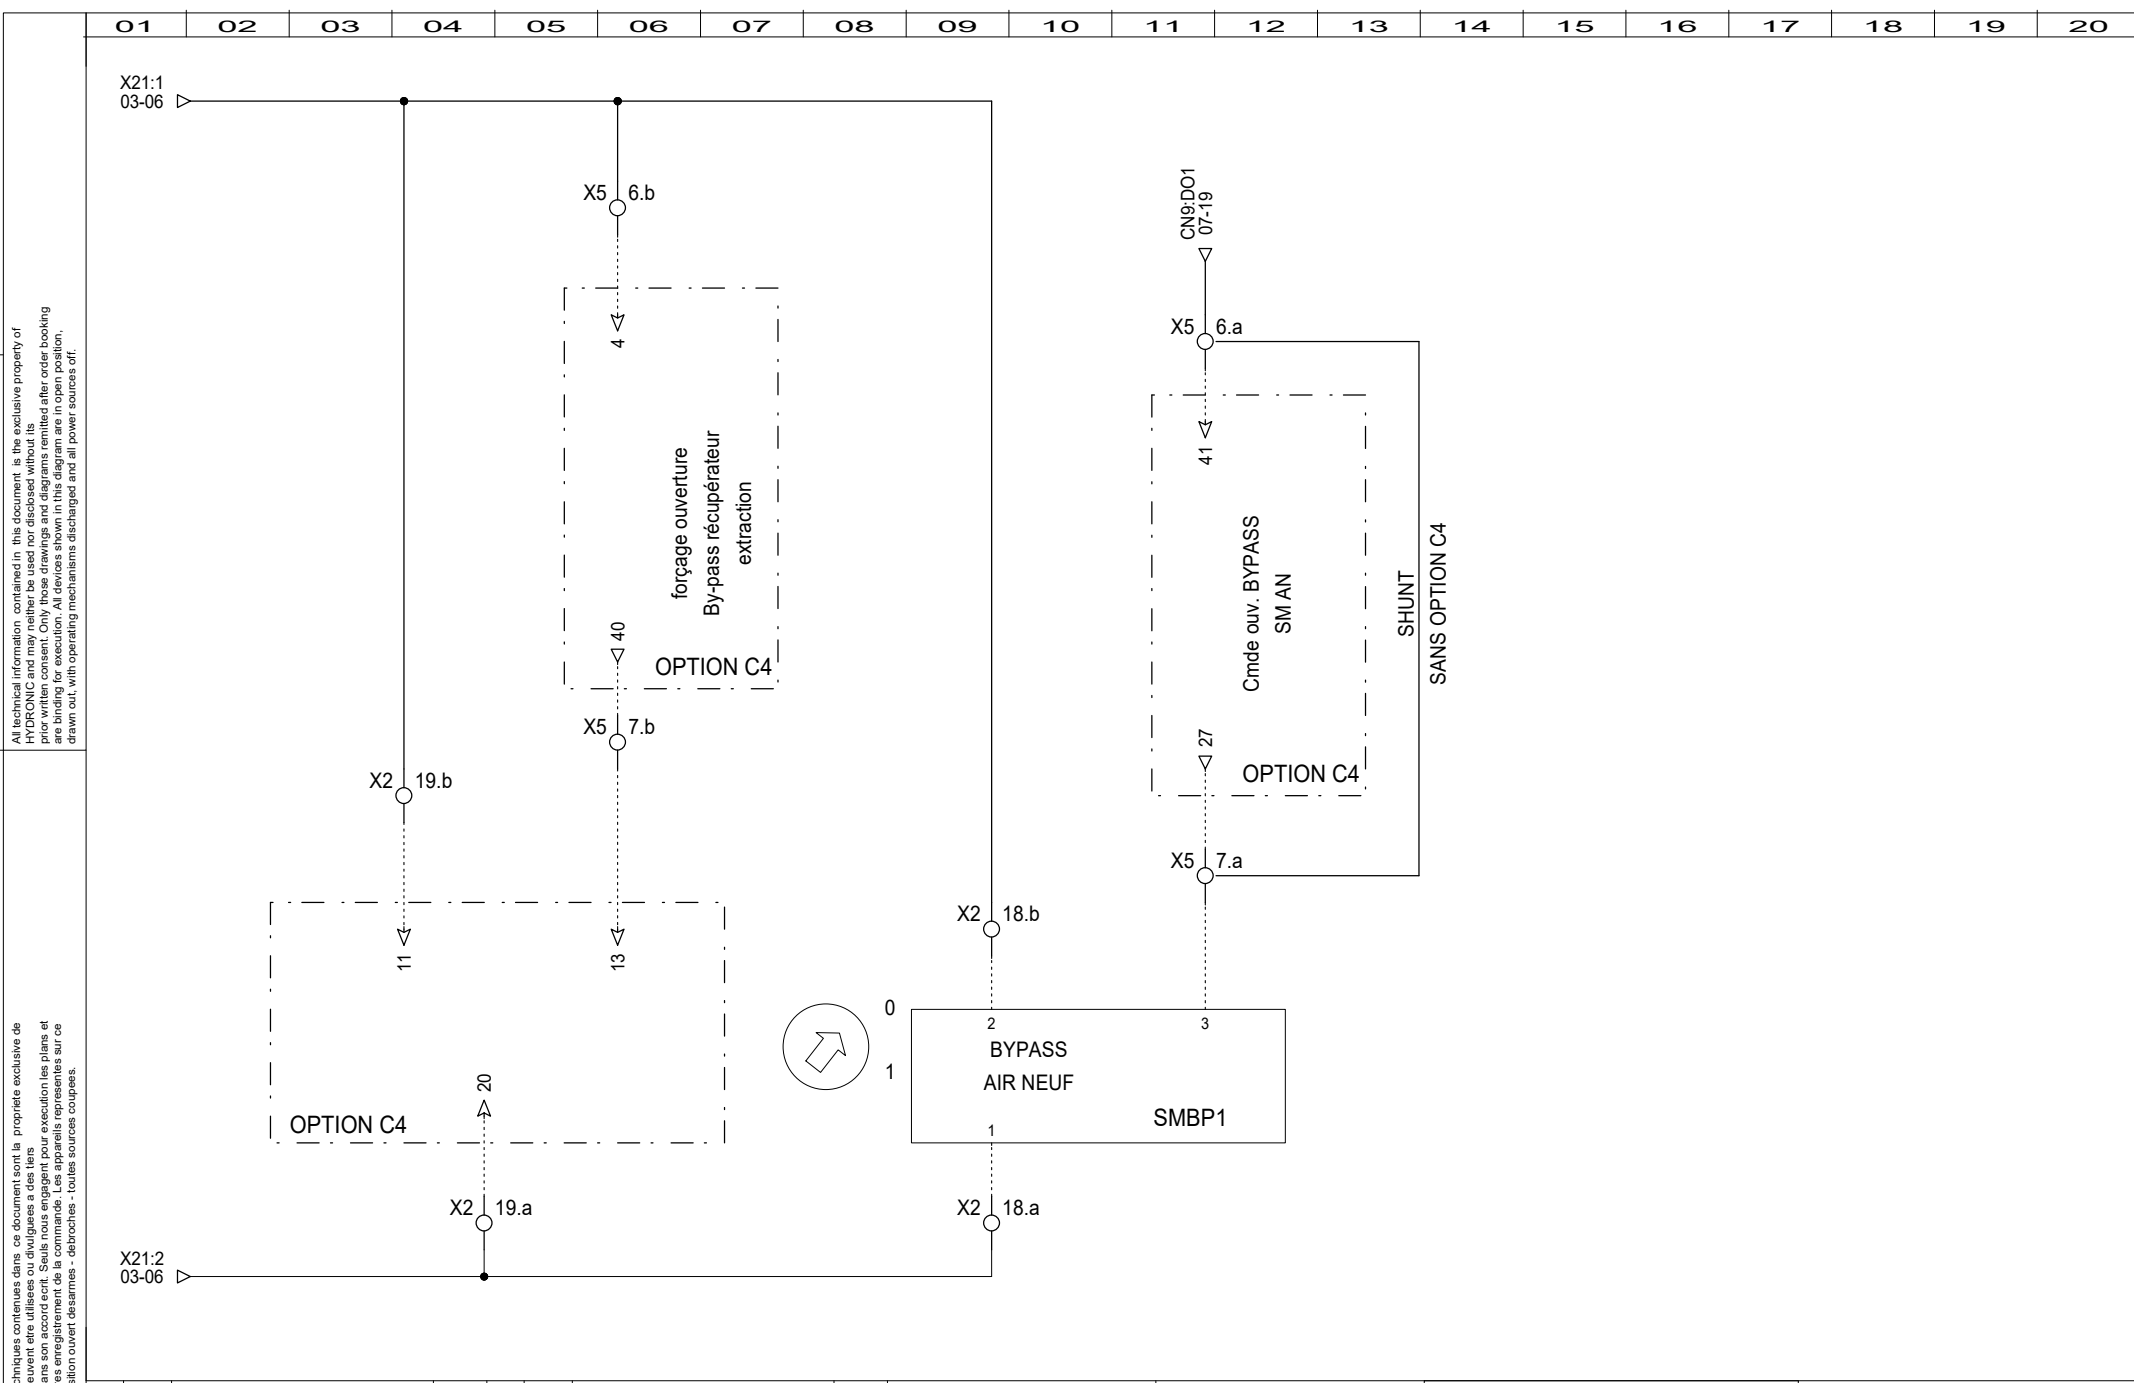 01 02 03 04 05 06 07 08 09 10 11 12 13 14 15 16 17 18 19 20
X21:1
03-06
X5 6.b
4
forçage ouverture
By-pass récupérateur
extraction
40
OPTION C4
X5 7.b
X2 19.b
11
13
20
OPTION C4
X2 19.a
X21:2
03-06
CN9:DO1
07-19
X5 6.a
41
Cmde ouv. BYPASS
SM AN
27
OPTION C4
SHUNT
SANS OPTION C4
X5 7.a
X2 18.b
0
1
2
3
BYPASS
AIR NEUF
SMBP1
1
X2 18.a
All technical information contained in this document is the exclusive property of
HYDRONIC and may neither be used nor disclosed without its
prior written consent. Only those drawings and diagrams remitted after order booking
are binding for execution. All devices shown in this diagram are in open position,
drawn out, with operating mechanisms discharged and all power sources off.
chniques contenues dans ce document sont la propriete exclusive de
euvent etre utilisees ou divulguees a des tiers
ans son accord ecrit. Seuls nous engagent pour execution les plans et
es enregistrement de la commande. Les appareils representes sur ce
sition ouvert desarmes - debroches - toutes sources coupees.